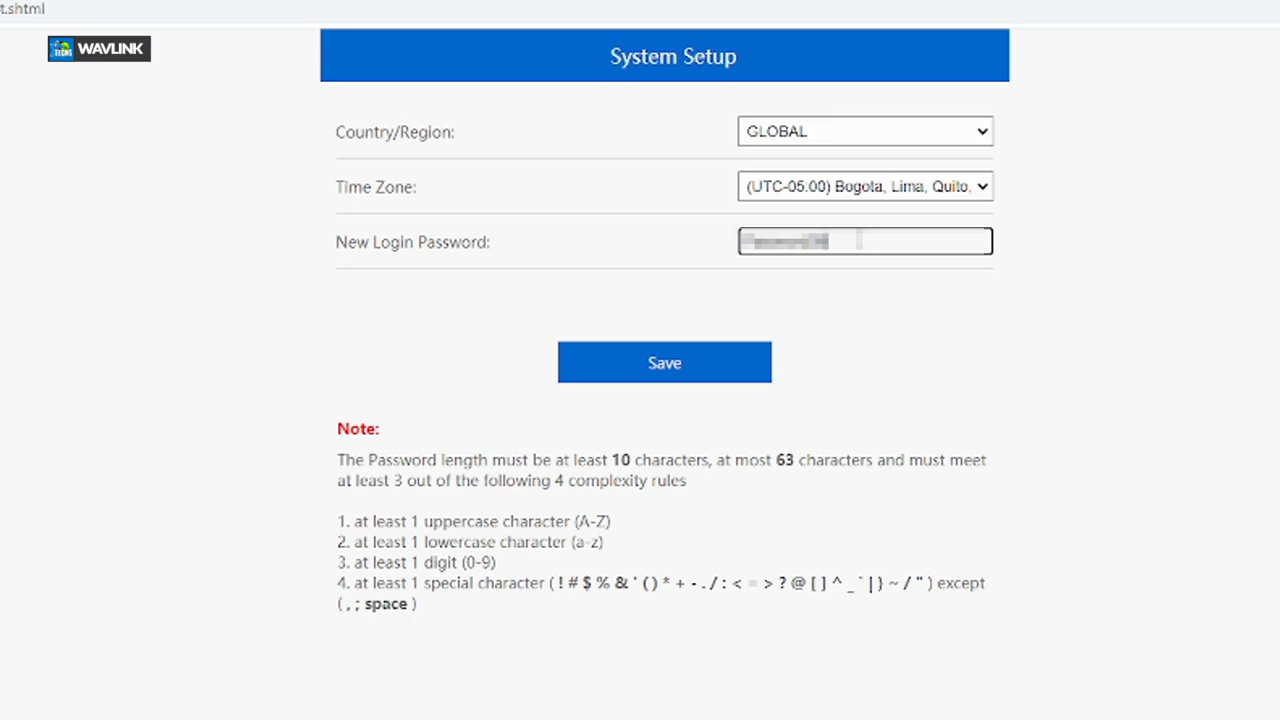 t.shtml
TECHS WAVLINK
System Setup
Country/Region: GLOBAL
Time Zone: (UTC-05:00) Bogota, Lima, Quito,
New Login Password:
Save
Note:
The Password length must be at least 10 characters, at most 63 characters and must meet
at least 3 out of the following 4 complexity rules
1. at least 1 uppercase character (A-Z)
2. at least 1 lowercase character (a-z)
3. at least 1 digit (0-9)
4. at least 1 special character ( ! # $ % & ' ( ) * + - . / : < = > ? @ [ ] ^ _ ` | } ~ / " ) except
( , ; space )